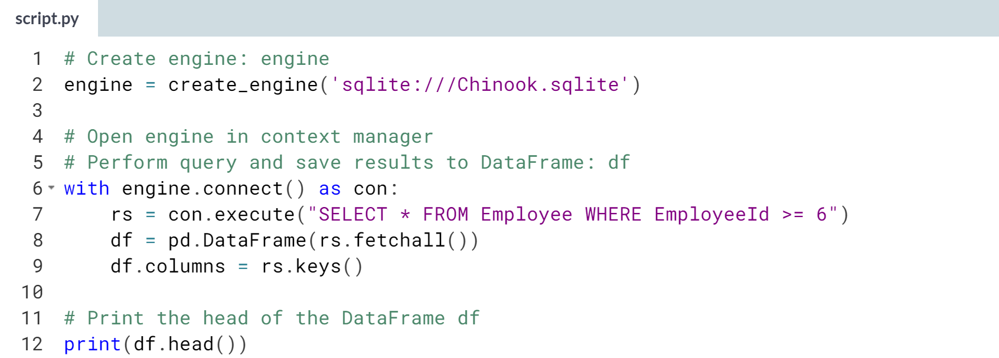 script.py
1 # Create engine: engine
2 engine = create_engine('sqlite:///Chinook.sqlite')
3
4 # Open engine in context manager
5 # Perform query and save results to DataFrame: df
6 with engine.connect() as con:
7     rs = con.execute("SELECT * FROM Employee WHERE EmployeeId >= 6")
8     df = pd.DataFrame(rs.fetchall())
9     df.columns = rs.keys()
10
11 # Print the head of the DataFrame df
12 print(df.head())